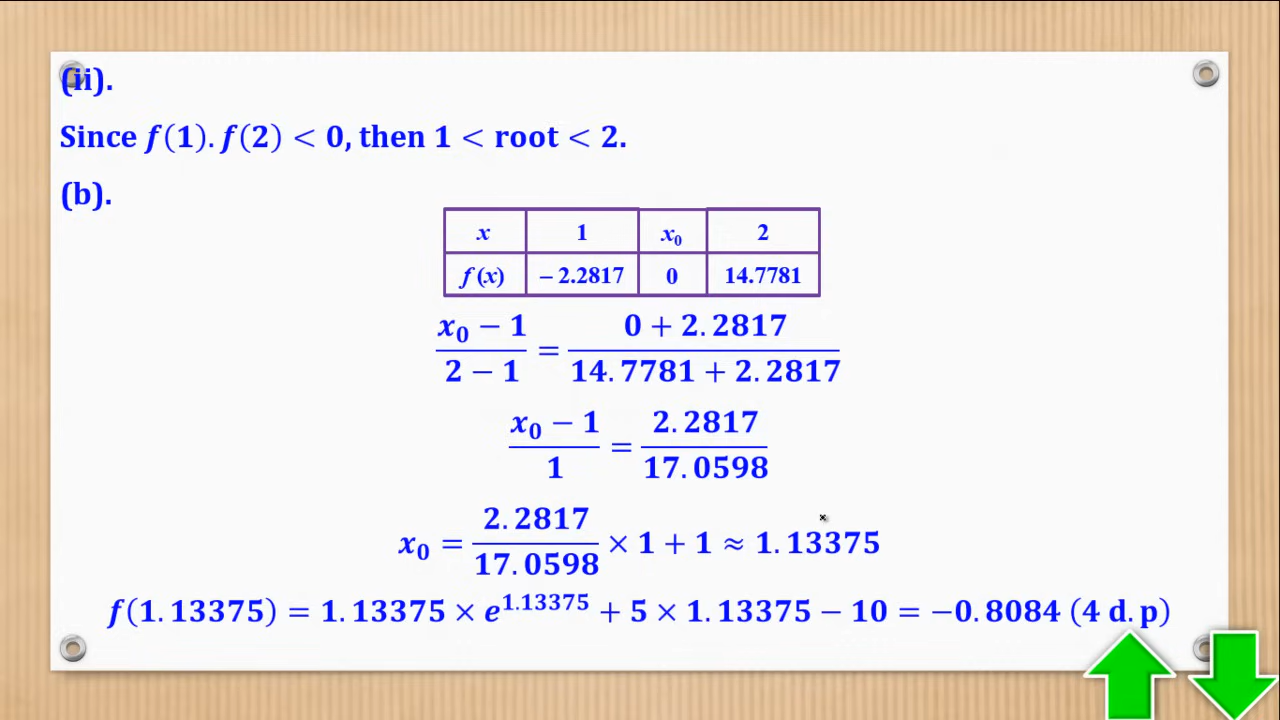 (ii).
Since f(1). f(2) < 0, then 1 < root < 2.
(b).
x 1 x₀ 2
f(x) – 2.2817 0 14.7781
(x₀ − 1)/(2 − 1) = (0 + 2.2817)/(14.7781 + 2.2817)
(x₀ − 1)/1 = 2.2817/17.0598
x₀ = 2.2817/17.0598 × 1 + 1 ≈ 1.13375
f(1.13375) = 1.13375 × e^1.13375 + 5 × 1.13375 − 10 = −0.8084 (4 d.p)